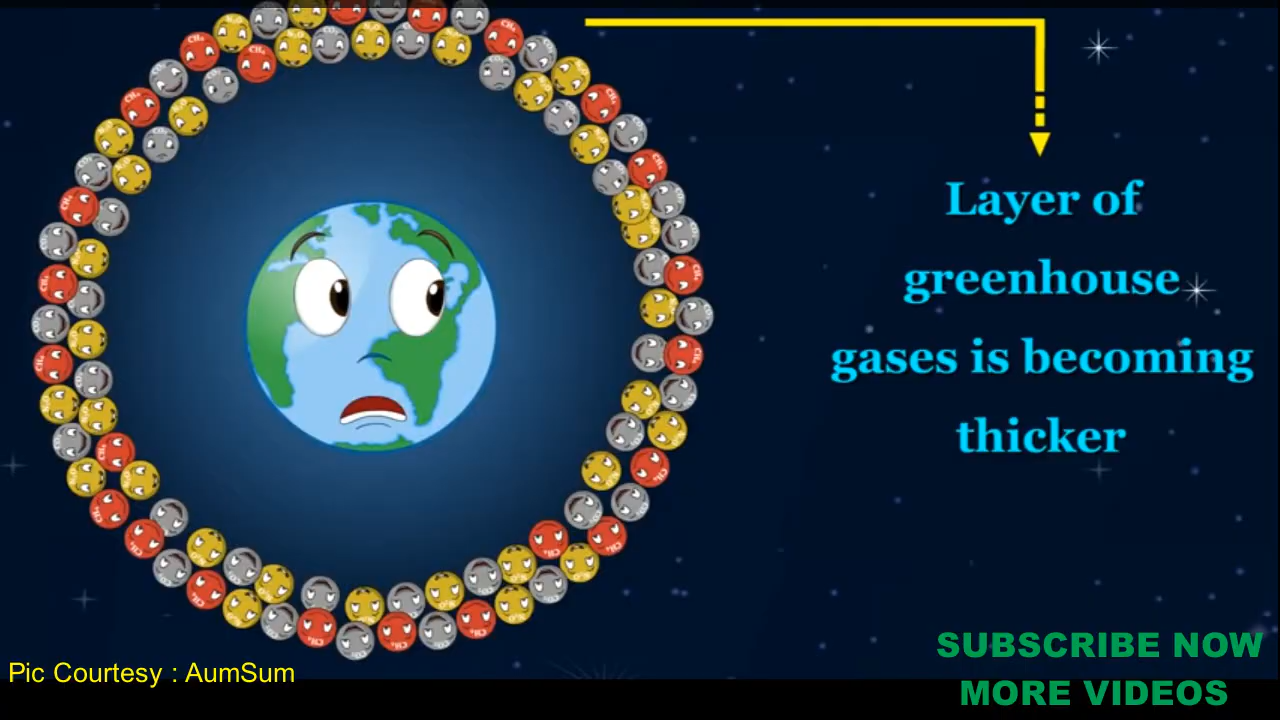 Layer of
greenhouse
gases is becoming
thicker
SUBSCRIBE NOW
Pic Courtesy : AumSum
MORE VIDEOS